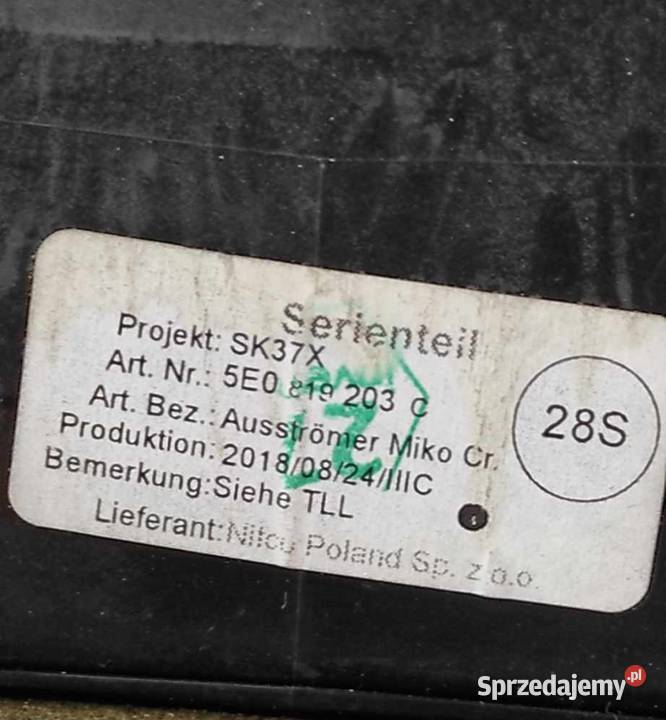 Serienteil
Projekt: SK37X
Art. Nr.: 5E0 819 203 C
Art. Bez.: Ausströmer Miko Cr.
Produktion: 2018/08/24/IIIC
Bemerkung:Siehe TLL
Lieferant: Poland Sp. z o.o.
28S
Sprzedajemy.pl